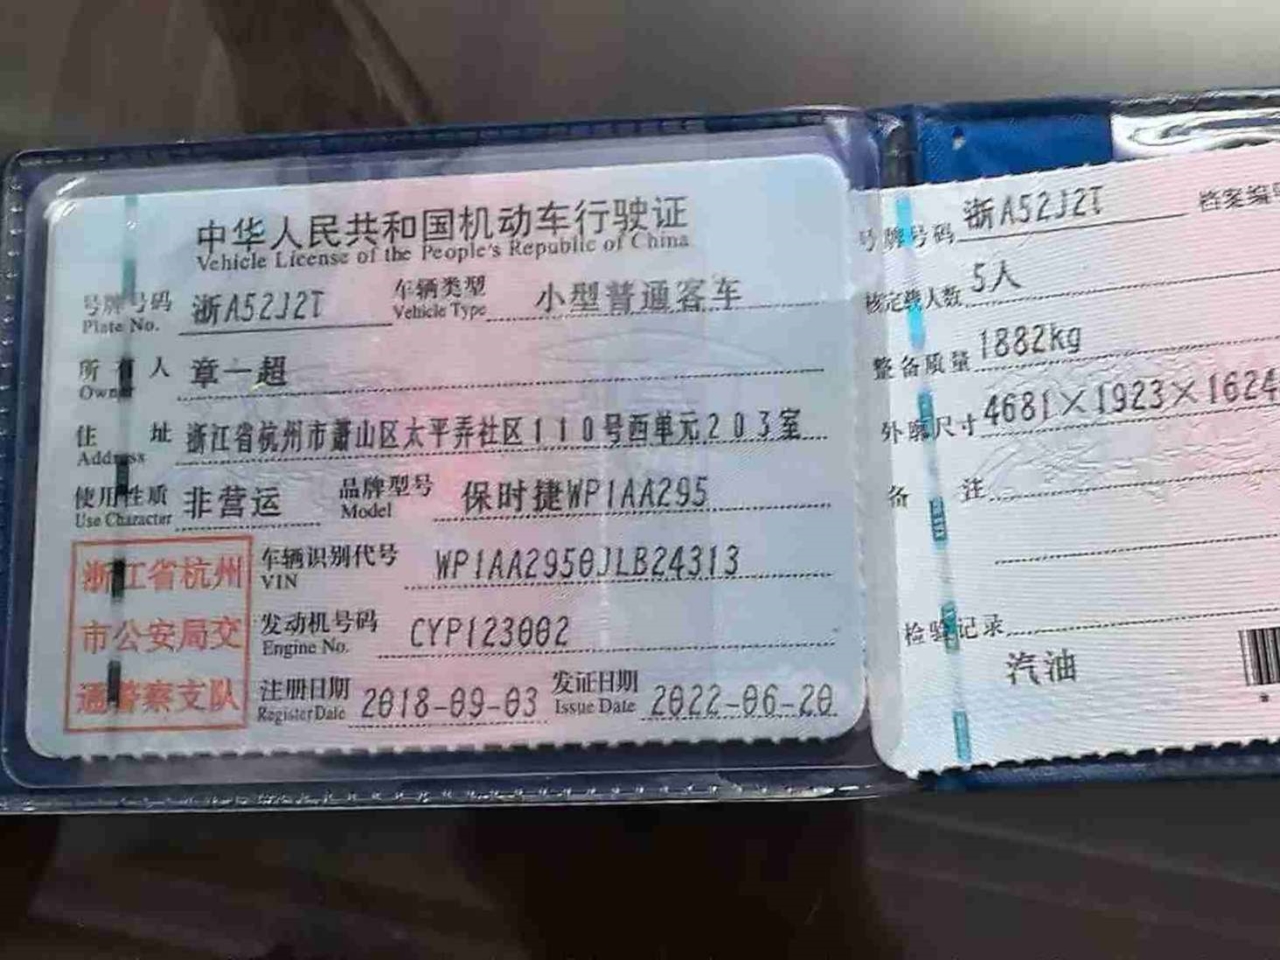 中华人民共和国机动车行驶证
Vehicle License of the People's Republic of China
号牌号码 浙A52J2T 车辆类型 小型普通客车
Plate No. Vehicle Type
所有人 章一超
Owner
住址 浙江省杭州市萧山区太平弄社区110号西单元203室
Address
使用性质 非营运 品牌型号 保时捷WP1AA295
Use Character Model
车辆识别代号 WP1AA2950JLB24313
VIN
发动机号码 CYP123002
Engine No.
注册日期 2018-09-03 发证日期 2022-06-20
Register Date Issue Date
浙江省杭州
市公安局交
通警察支队
号牌号码 浙A52J2T 档案编号
核定载人数 5人
整备质量 1882kg
外廓尺寸 4681×1923×1624
备注
检验记录
汽油